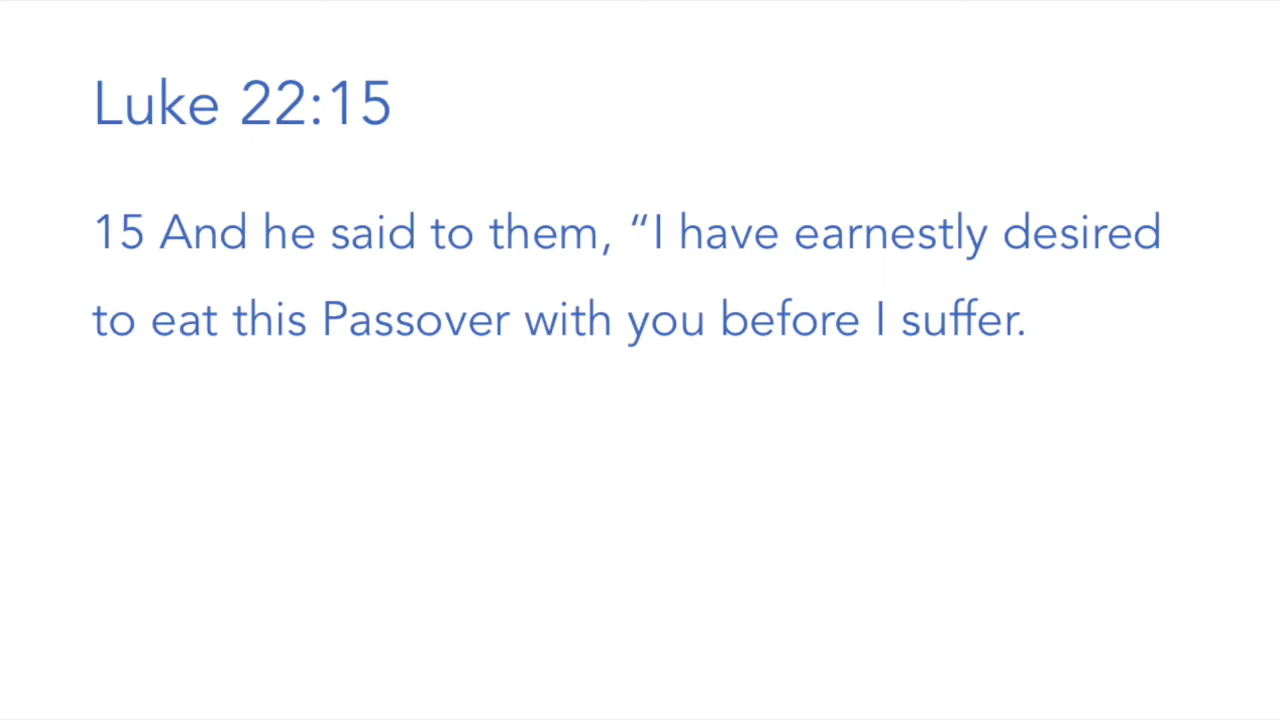 Luke 22:15
15 And he said to them, “I have earnestly desired
to eat this Passover with you before I suffer.